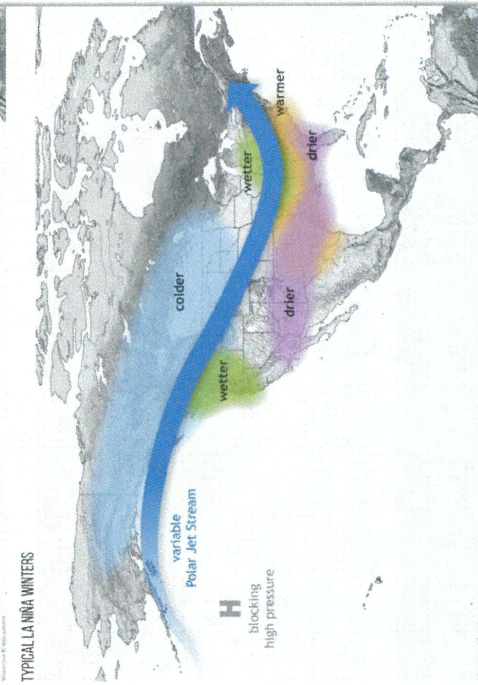 TYPICAL LA NIÑA WINTERS
colder
wetter
wetter
warmer
drier
drier
variable
Polar Jet Stream
H
blocking
high pressure